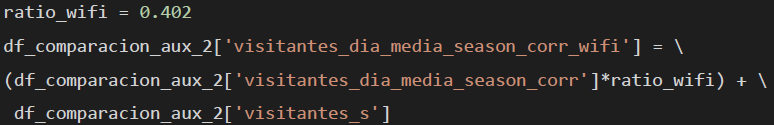 ratio_wifi = 0.402
df_comparacion_aux_2['visitantes_dia_media_season_corr_wifi'] = \
(df_comparacion_aux_2['visitantes_dia_media_season_corr']*ratio_wifi) + \
 df_comparacion_aux_2['visitantes_s']